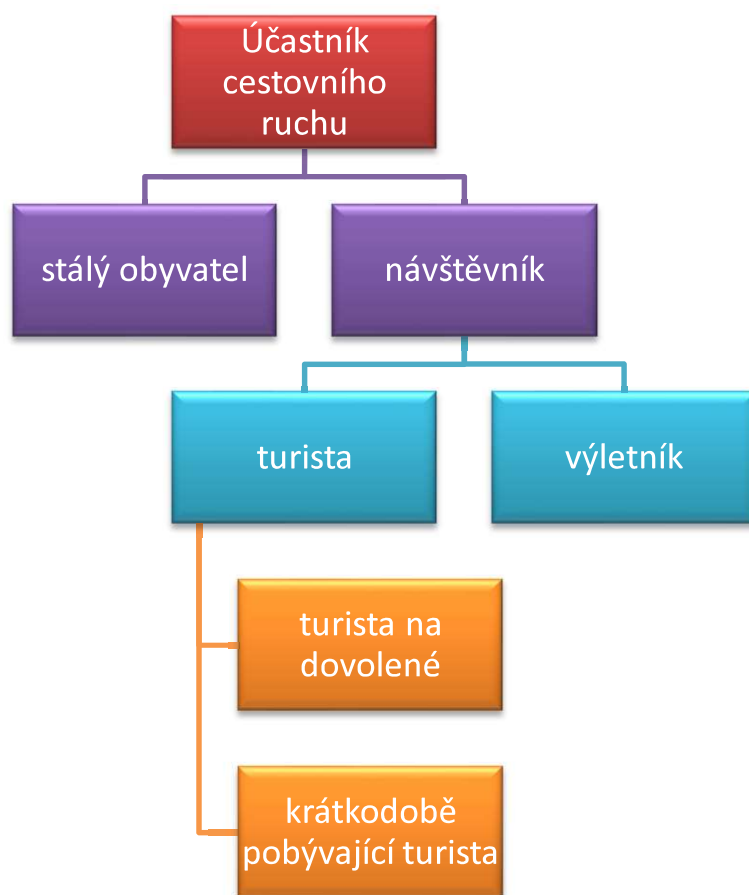 Účastník
cestovního
ruchu
stálý obyvatel
návštěvník
turista
výletník
turista na
dovolené
krátkodobě
pobývající turista